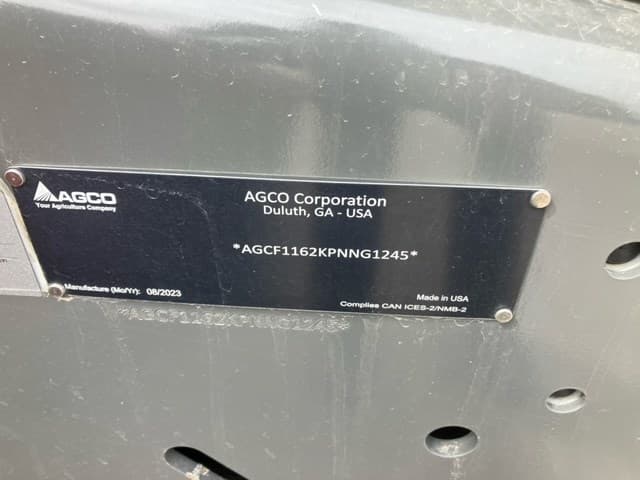 AGCO
Your Agriculture Company
AGCO Corporation
Duluth, GA - USA
*AGCF1162KPNNG1245*
Manufacture (Mo/Yr): 08/2023
Made in USA
Complies CAN ICES-2/NMB-2
*AGCF1162KPNNG1245*